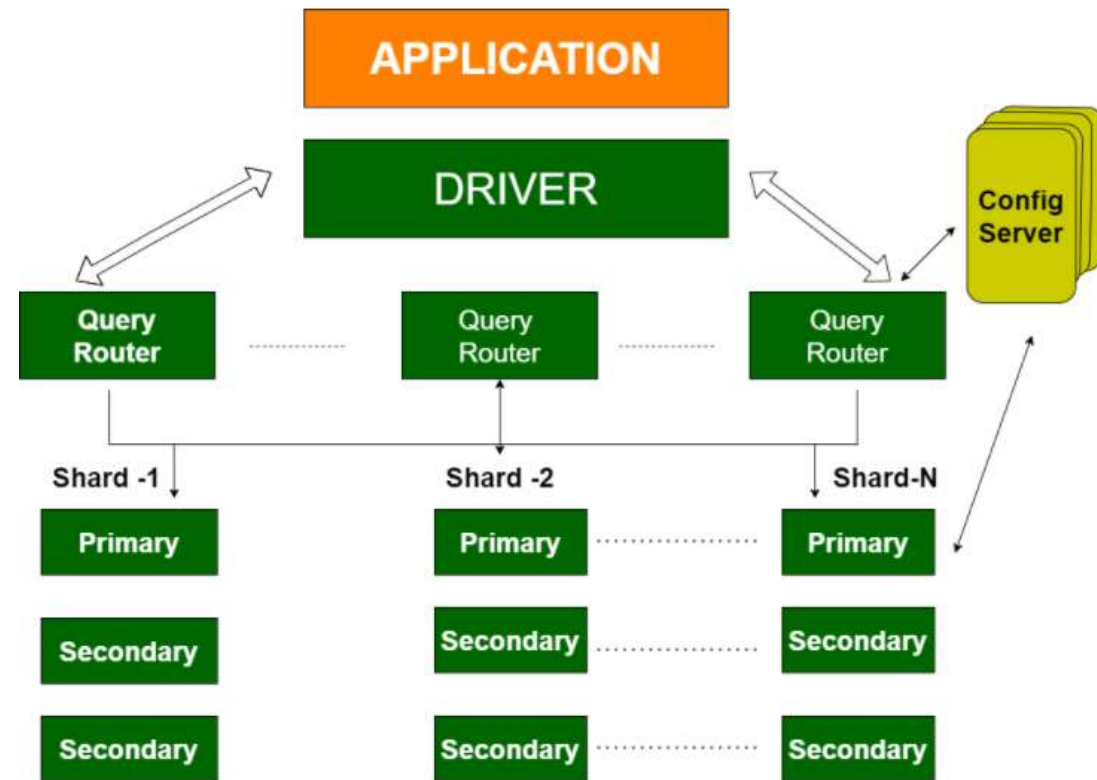 APPLICATION
DRIVER
Config
Server
Query
Router
Query
Router
Query
Router
Shard -1
Shard -2
Shard-N
Primary
Primary
Primary
Secondary
Secondary
Secondary
Secondary
Secondary
Secondary